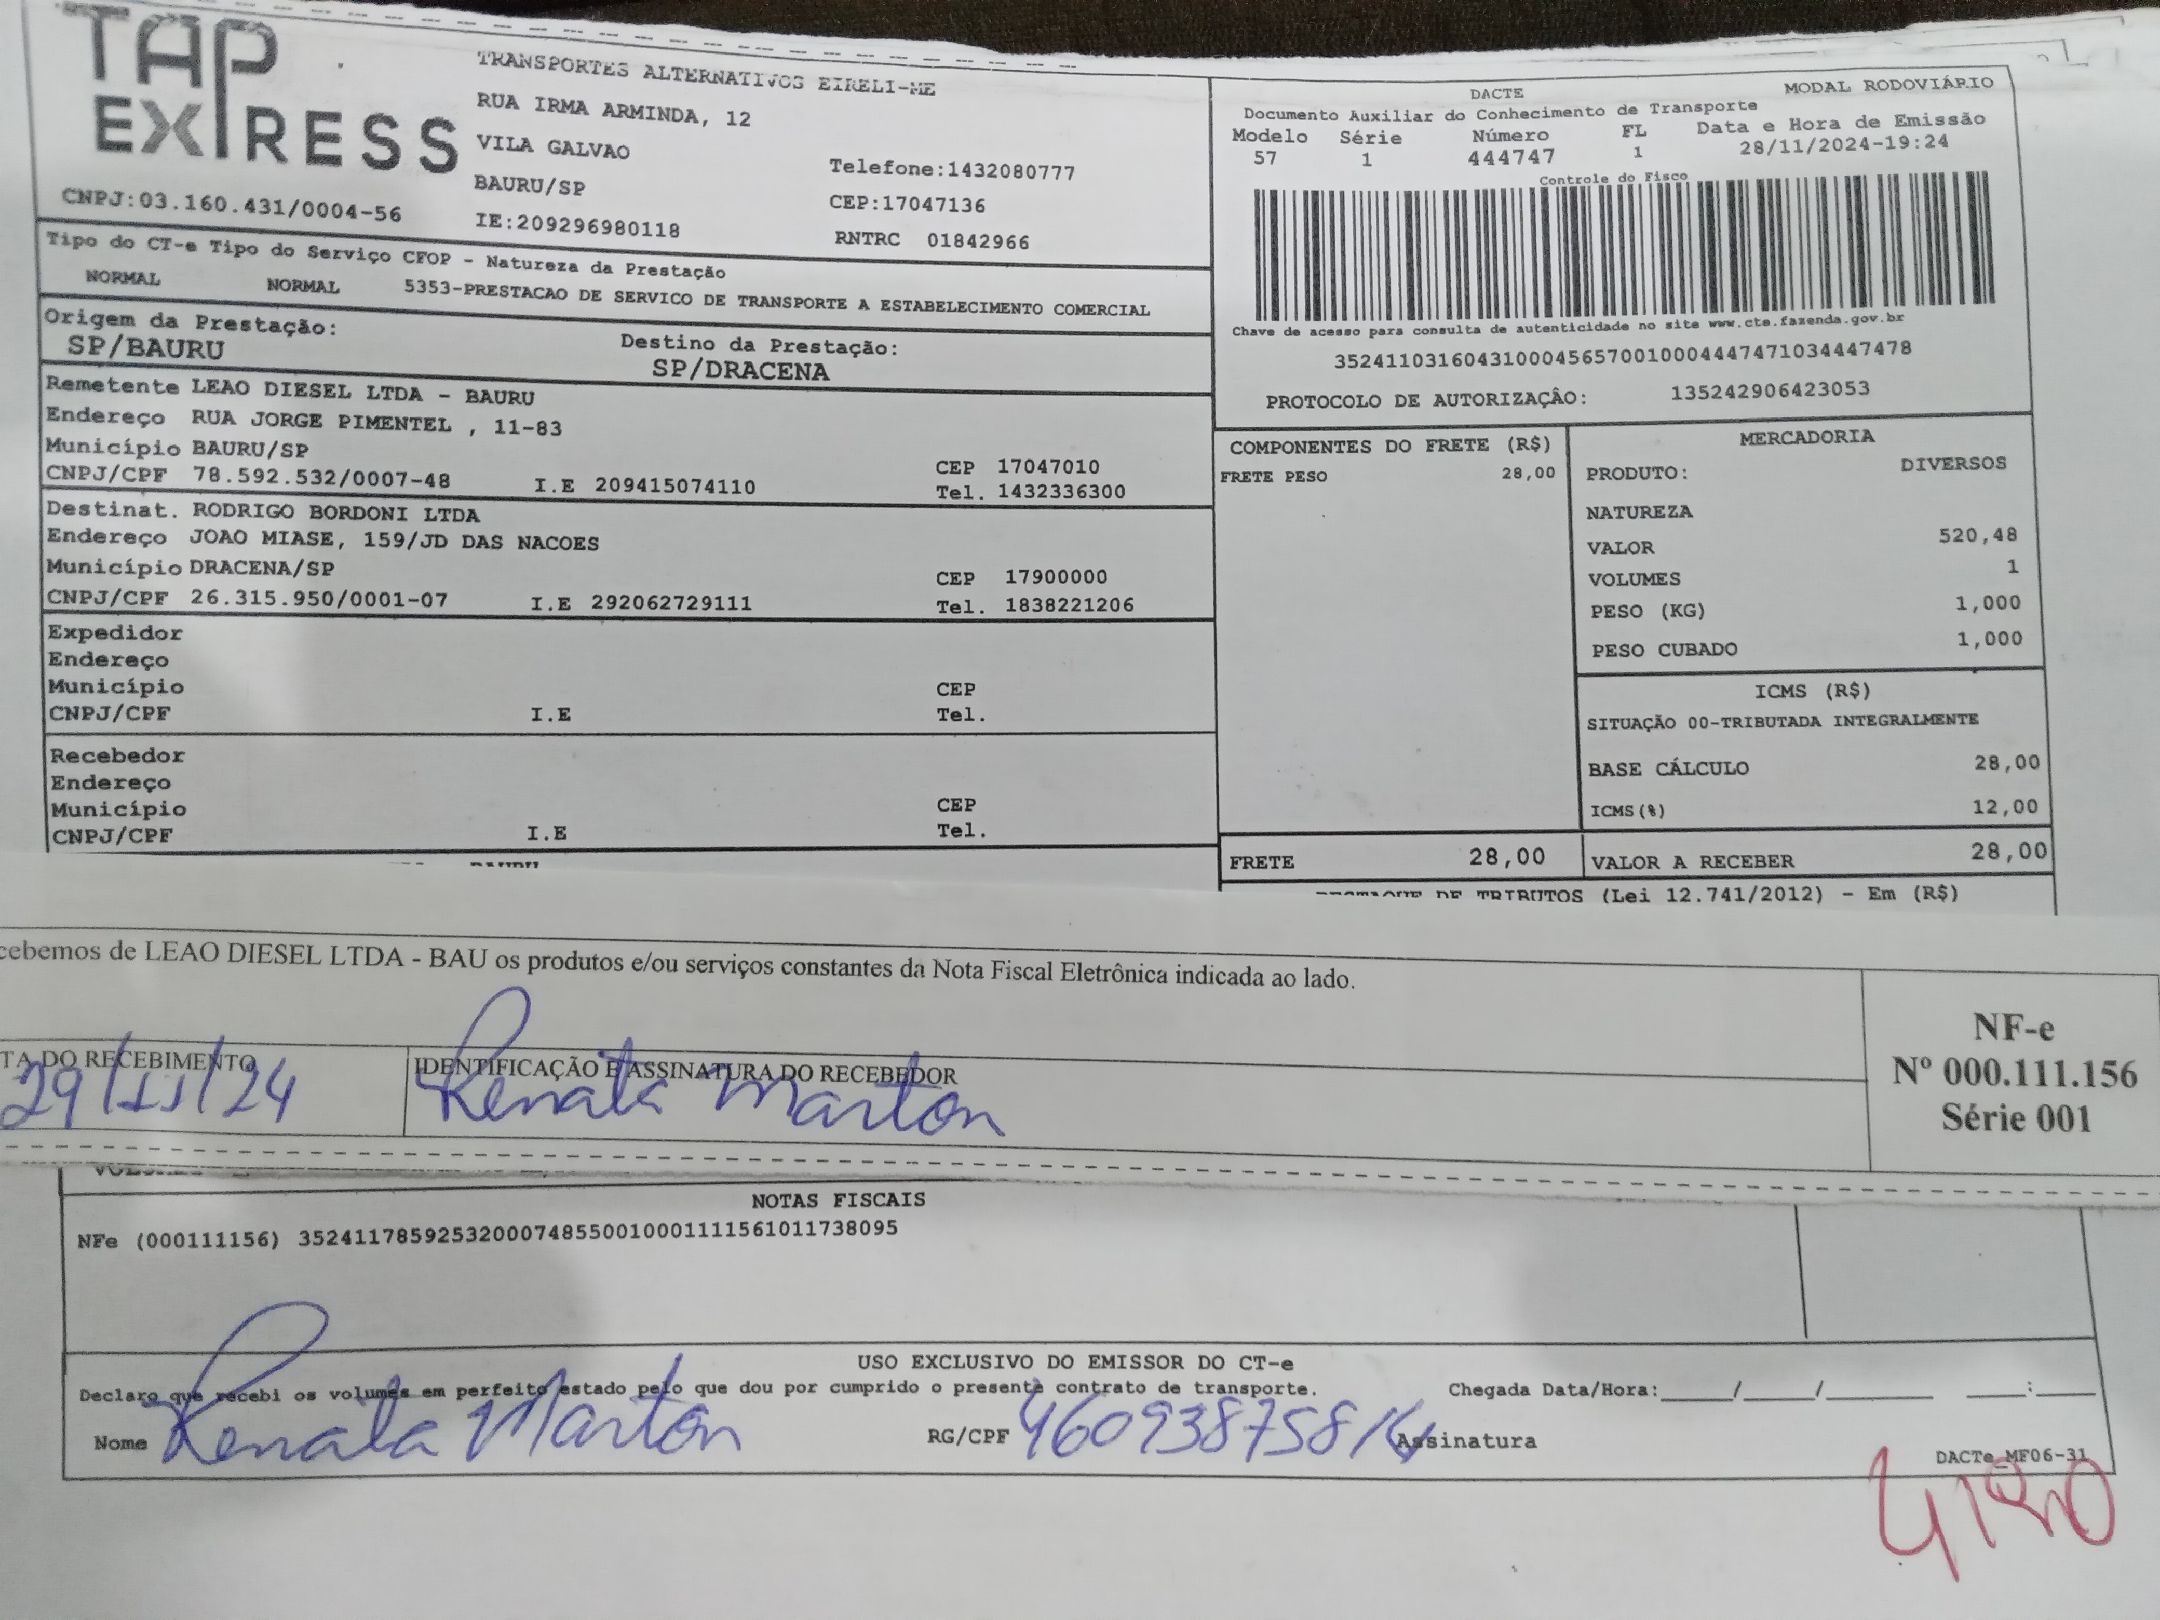 TAP EXPRESS
CNPJ:03.160.431/0004-56
TRANSPORTES ALTERNATIVOS EIRELI-ME
RUA IRMA ARMINDA, 12
VILA GALVAO
BAURU/SP
IE:209296980118
Telefone:1432080777
CEP:17047136
RNTRC 01842966
DACTE MODAL RODOVIÁRIO
Documento Auxiliar do Conhecimento de Transporte
Modelo Série Número FL Data e Hora de Emissão
57 1 444747 1 28/11/2024-19:24
Controle do Fisco
Chave de acesso para consulta de autenticidade no site www.cte.fazenda.gov.br
35241103160431000456570010004447471034447478
PROTOCOLO DE AUTORIZAÇÂO: 135242906423053
Tipo do CT-e Tipo do Serviço CFOP - Natureza da Prestação
NORMAL NORMAL 5353-PRESTACAO DE SERVICO DE TRANSPORTE A ESTABELECIMENTO COMERCIAL
Origem da Prestação: Destino da Prestação:
SP/BAURU SP/DRACENA
Remetente LEAO DIESEL LTDA - BAURU
Endereço RUA JORGE PIMENTEL , 11-83
Município BAURU/SP CEP 17047010
CNPJ/CPF 78.592.532/0007-48 I.E 209415074110 Tel. 1432336300
Destinat. RODRIGO BORDONI LTDA
Endereço JOAO MIASE, 159/JD DAS NACOES
Município DRACENA/SP CEP 17900000
CNPJ/CPF 26.315.950/0001-07 I.E 292062729111 Tel. 1838221206
Expedidor
Endereço
Município CEP
CNPJ/CPF I.E Tel.
Recebedor
Endereço
Município CEP
CNPJ/CPF I.E Tel.
COMPONENTES DO FRETE (R$)
FRETE PESO 28,00
MERCADORIA
PRODUTO: DIVERSOS
NATUREZA
VALOR 520,48
VOLUMES 1
PESO (KG) 1,000
PESO CUBADO 1,000
ICMS (R$)
SITUAÇÃO 00-TRIBUTADA INTEGRALMENTE
BASE CÁLCULO 28,00
ICMS(%) 12,00
FRETE 28,00 VALOR A RECEBER 28,00
DE TRIBUTOS (Lei 12.741/2012) - Em (R$)
cebemos de LEAO DIESEL LTDA - BAU os produtos e/ou serviços constantes da Nota Fiscal Eletrônica indicada ao lado.
TA DO RECEBIMENTO IDENTIFICAÇÃO E ASSINATURA DO RECEBEDOR
29/11/24 Renata Marton
NF-e
Nº 000.111.156
Série 001
NOTAS FISCAIS
NFe (000111156) 35241178592532000748550010001111561011738095
USO EXCLUSIVO DO EMISSOR DO CT-e
Declaro que recebi os volumes em perfeito estado pelo que dou por cumprido o presente contrato de transporte. Chegada Data/Hora:____/____/______ ___:____
Nome Renata Marton RG/CPF Assinatura
DACTe_MF06-31